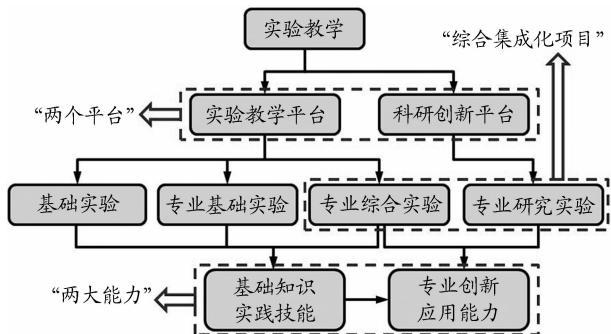 实验教学
“综合集成化项目”
“两个平台”
实验教学平台
科研创新平台
基础实验
专业基础实验
专业综合实验
专业研究实验
“两大能力”
基础知识
实践技能
专业创新
应用能力